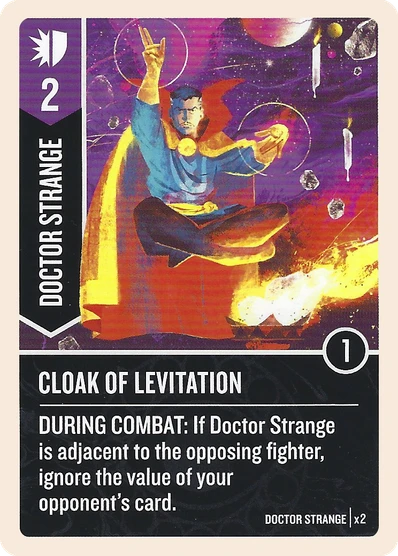 2
DOCTOR STRANGE
1
CLOAK OF LEVITATION
DURING COMBAT: If Doctor Strange
is adjacent to the opposing fighter,
ignore the value of your
opponent's card.
DOCTOR STRANGE | x2